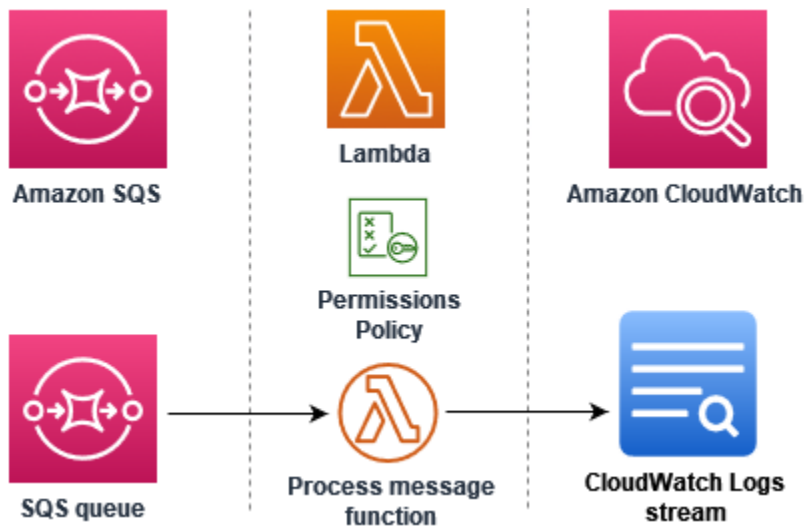 Amazon SQS
Lambda
Amazon CloudWatch
Permissions
Policy
SQS queue
Process message
function
CloudWatch Logs
stream